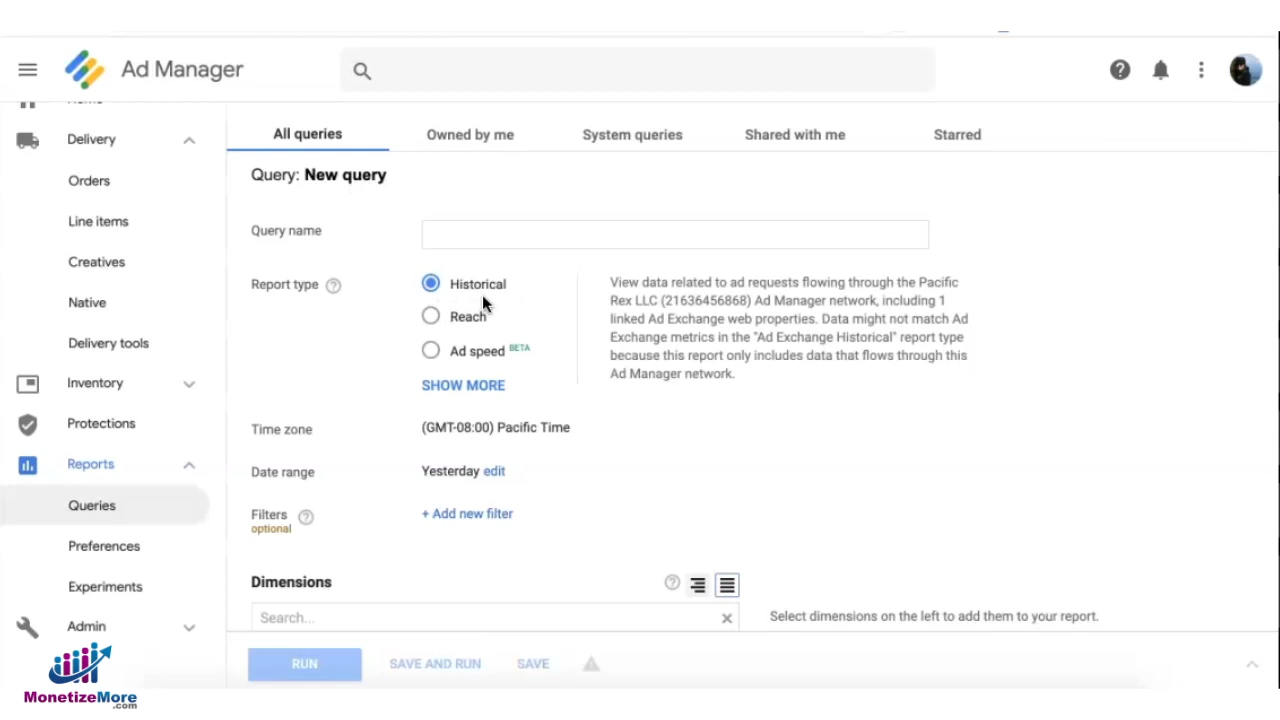 Ad Manager
Home
Delivery
Orders
Line items
Creatives
Native
Delivery tools
Inventory
Protections
Reports
Queries
Preferences
Experiments
Admin
MonetizeMore
.com
All queries Owned by me System queries Shared with me Starred
Query: New query
Query name
Report type ?
Historical
Reach
Ad speed BETA
SHOW MORE
View data related to ad requests flowing through the Pacific
Rex LLC (21636456868) Ad Manager network, including 1
linked Ad Exchange web properties. Data might not match Ad
Exchange metrics in the "Ad Exchange Historical" report type
because this report only includes data that flows through this
Ad Manager network.
Time zone (GMT-08:00) Pacific Time
Date range Yesterday edit
Filters ? + Add new filter
optional
Dimensions ?
Search...
Select dimensions on the left to add them to your report.
RUN SAVE AND RUN SAVE